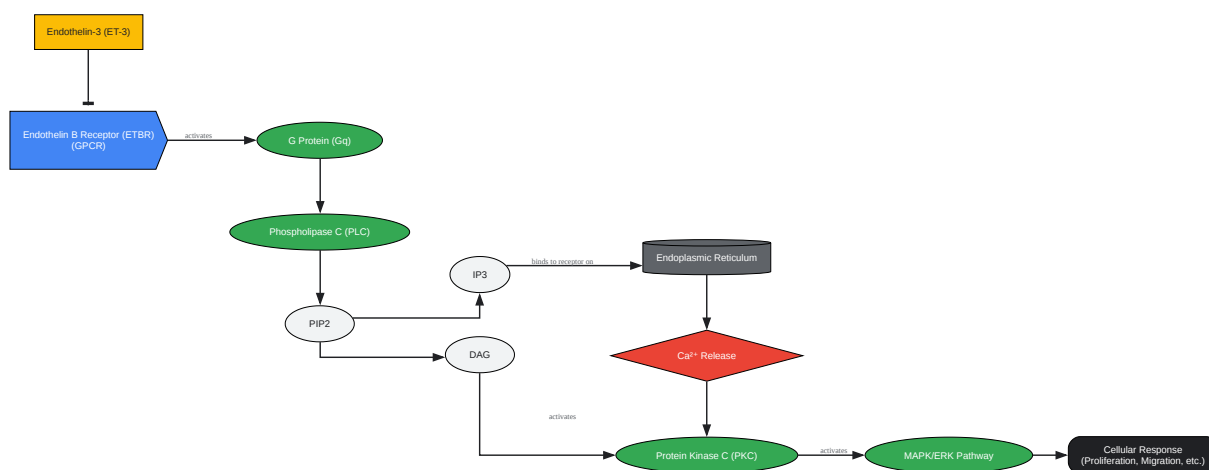 Endothelin-3 (ET-3)
Endothelin B Receptor (ETBR)
(GPCR)
activates
G Protein (Gq)
Phospholipase C (PLC)
PIP2
IP3
binds to receptor on
Endoplasmic Reticulum
DAG
Ca²⁺ Release
activates
Protein Kinase C (PKC)
activates
MAPK/ERK Pathway
Cellular Response
(Proliferation, Migration, etc.)